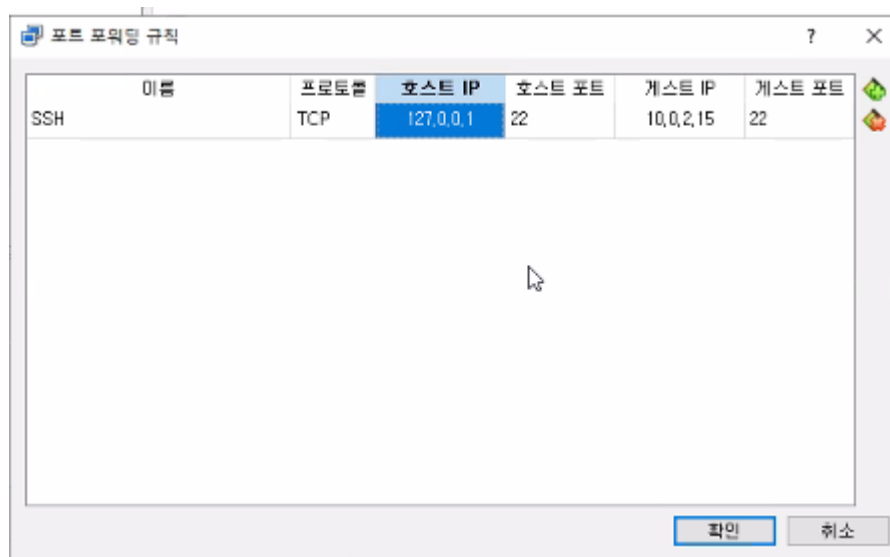 포트 포워딩 규칙
?
이름 프로토콜 호스트 IP 호스트 포트 게스트 IP 게스트 포트
SSH TCP 127.0.0.1 22 10.0.2.15 22
확인 취소